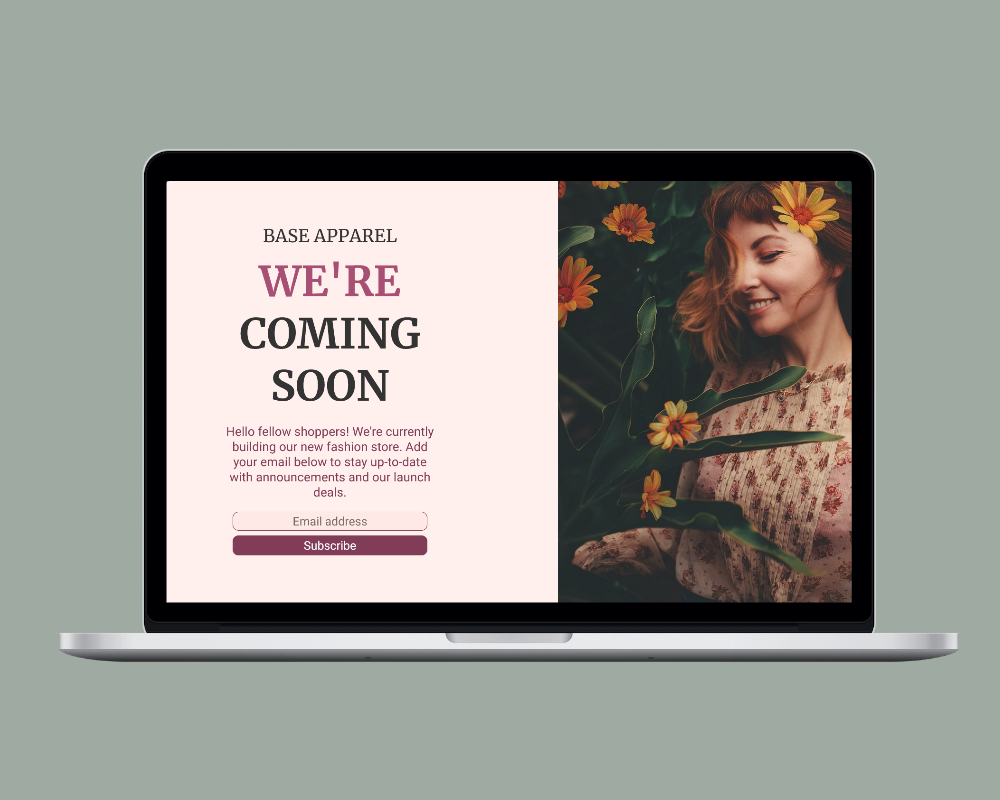 BASE APPAREL
WE'RE
COMING
SOON
Hello fellow shoppers! We're currently
building our new fashion store. Add
your email below to stay up-to-date
with announcements and our launch
deals.
Email address
Subscribe